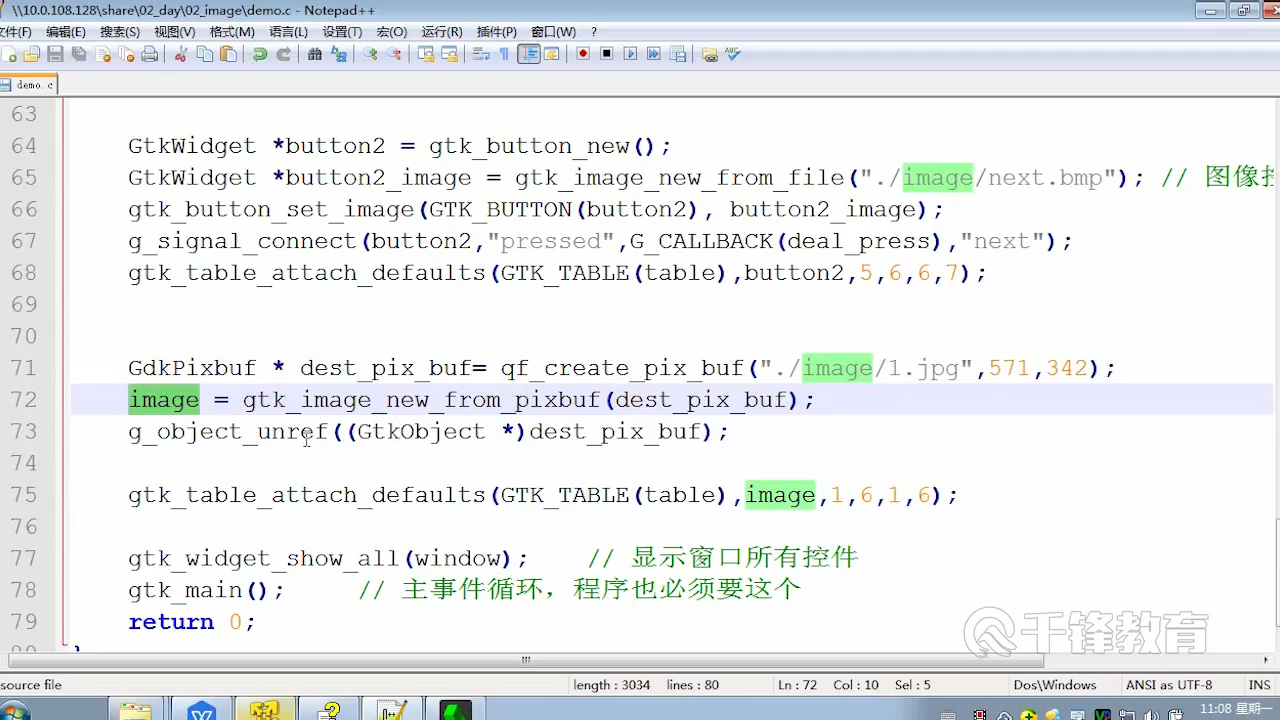 \\10.0.108.128\share\02_day\02_image\demo.c - Notepad++
文件(F) 编辑(E) 搜索(S) 视图(V) 格式(M) 语言(L) 设置(T) 宏(O) 运行(R) 插件(P) 窗口(W) ?
demo.c
63
64 GtkWidget *button2 = gtk_button_new();
65 GtkWidget *button2_image = gtk_image_new_from_file("./image/next.bmp"); // 图像控
66 gtk_button_set_image(GTK_BUTTON(button2), button2_image);
67 g_signal_connect(button2,"pressed",G_CALLBACK(deal_press),"next");
68 gtk_table_attach_defaults(GTK_TABLE(table),button2,5,6,6,7);
69
70
71 GdkPixbuf * dest_pix_buf= qf_create_pix_buf("./image/1.jpg",571,342);
72 image = gtk_image_new_from_pixbuf(dest_pix_buf);
73 g_object_unref((GtkObject *)dest_pix_buf);
74
75 gtk_table_attach_defaults(GTK_TABLE(table),image,1,6,1,6);
76
77 gtk_widget_show_all(window); // 显示窗口所有控件
78 gtk_main(); // 主事件循环，程序也必须要这个
79 return 0;
80 }
千锋教育
source file length : 3034 lines : 80 Ln : 72 Col : 10 Sel : 5 Dos\Windows ANSI as UTF-8 INS
11:08 星期一